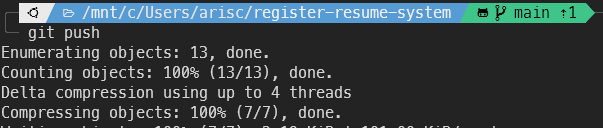 /mnt/c/Users/arisc/register-resume-system main ↑1
git push
Enumerating objects: 13, done.
Counting objects: 100% (13/13), done.
Delta compression using up to 4 threads
Compressing objects: 100% (7/7), done.